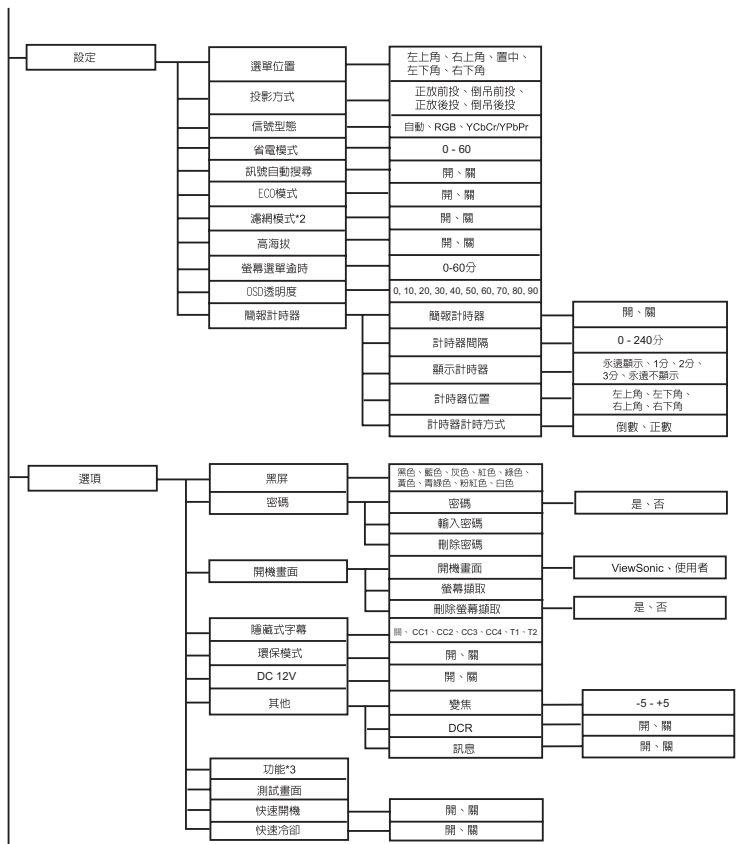 設定
選單位置
左上角、右上角、置中、
左下角、右下角
投影方式
正放前投、倒吊前投、
正放後投、倒吊後投
信號型態
自動、RGB、YCbCr/YPbPr
省電模式
0 - 60
訊號自動搜尋
開、關
ECO模式
開、關
濾網模式*2
開、關
高海拔
開、關
螢幕選單逾時
0-60分
OSD透明度
0, 10, 20, 30, 40, 50, 60, 70, 80, 90
簡報計時器
簡報計時器
開、關
計時器間隔
0 - 240分
顯示計時器
永遠顯示、1分、2分、
3分、永遠不顯示
計時器位置
左上角、左下角、
右上角、右下角
計時器計時方式
倒數、正數
選項
黑屏
黑色、藍色、灰色、紅色、綠色、
黃色、青綠色、粉紅色、白色
密碼
密碼
是、否
輸入密碼
刪除密碼
開機畫面
開機畫面
ViewSonic、使用者
螢幕擷取
刪除螢幕擷取
是、否
隱藏式字幕
關、CC1、CC2、CC3、CC4、T1、T2
環保模式
開、關
DC 12V
開、關
其他
變焦
-5 - +5
DCR
開、關
訊息
開、關
功能*3
測試畫面
快速開機
開、關
快速冷卻
開、關